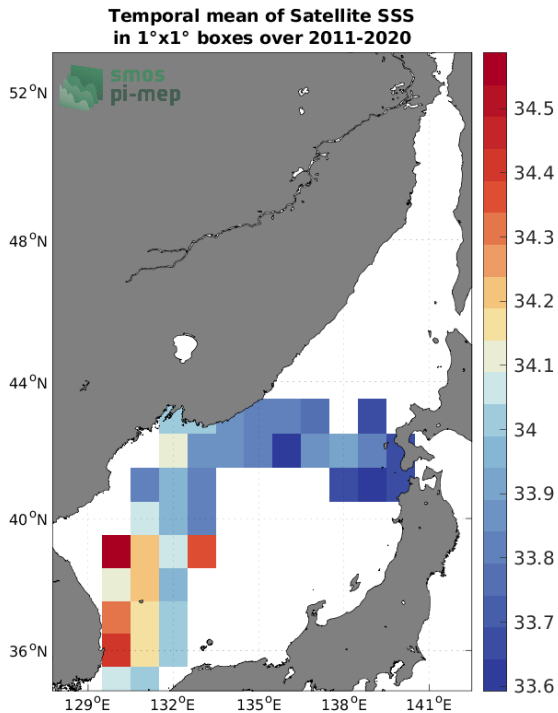 Temporal mean of Satellite SSS
in 1°x1° boxes over 2011-2020
smos
pi-mep
52°N
48°N
44°N
40°N
36°N
129°E 132°E 135°E 138°E 141°E
34.5
34.4
34.3
34.2
34.1
34
33.9
33.8
33.7
33.6